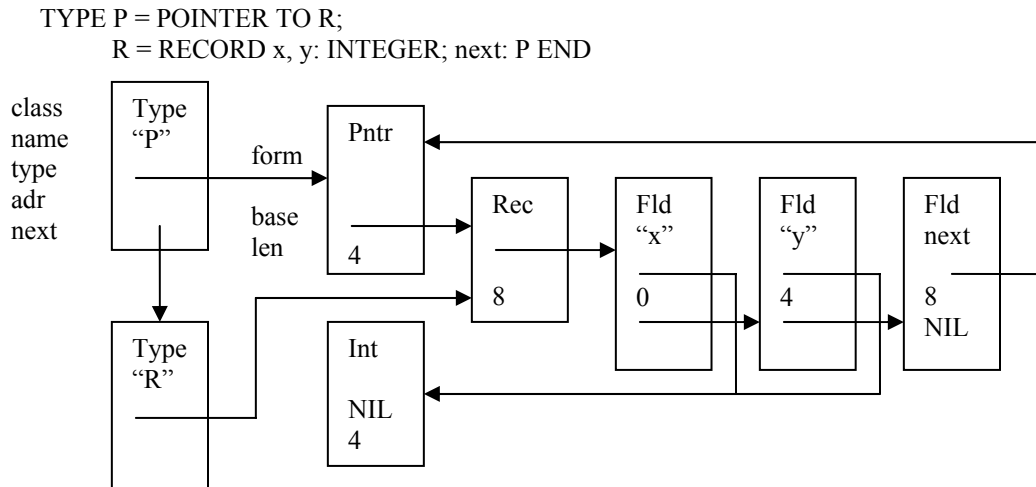 TYPE P = POINTER TO R;
R = RECORD x, y: INTEGER; next: P END
class
name
type
adr
next
Type
“P”
form
base
len
Pntr
4
Rec
8
Fld
“x”
0
Fld
“y”
4
Fld
next
8
NIL
Type
“R”
Int
NIL
4